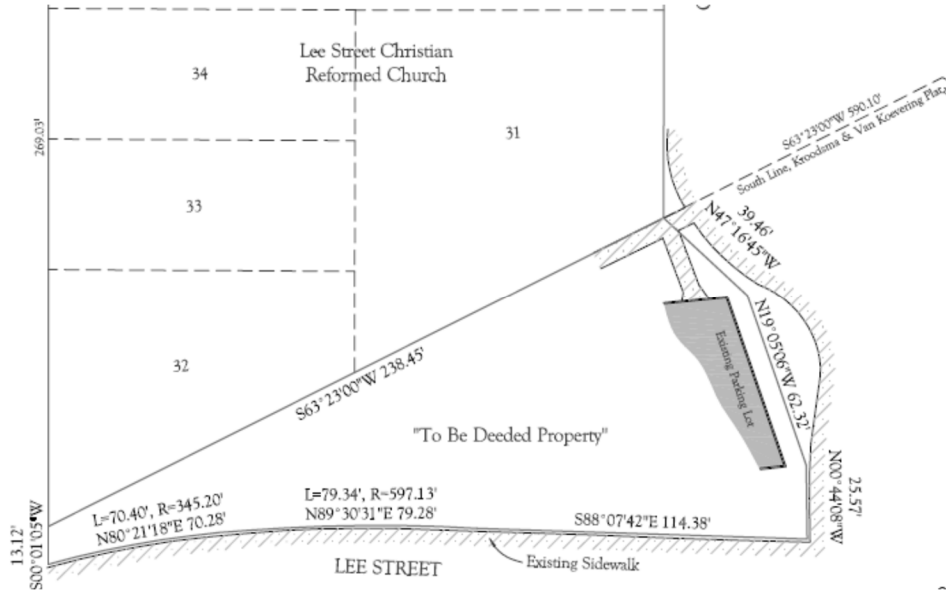 Lee Street Christian
Reformed Church
34
31
269.03'
33
S63°23'00"W 590.10'
South Line, Kroodsma & Van Koevering Plat,
39.46'
N47°16'45"W
32
S63°23'00"W 238.45'
Existing Parking Lot
N19°05'06"W 62.32'
"To Be Deeded Property"
L=70.40', R=345.20'
N80°21'18"E 70.28'
L=79.34', R=597.13'
N89°30'31"E 79.28'
S88°07'42"E 114.38'
25.57'
N00°44'08"W
13.12'
S00°01'05"W
LEE STREET
Existing Sidewalk